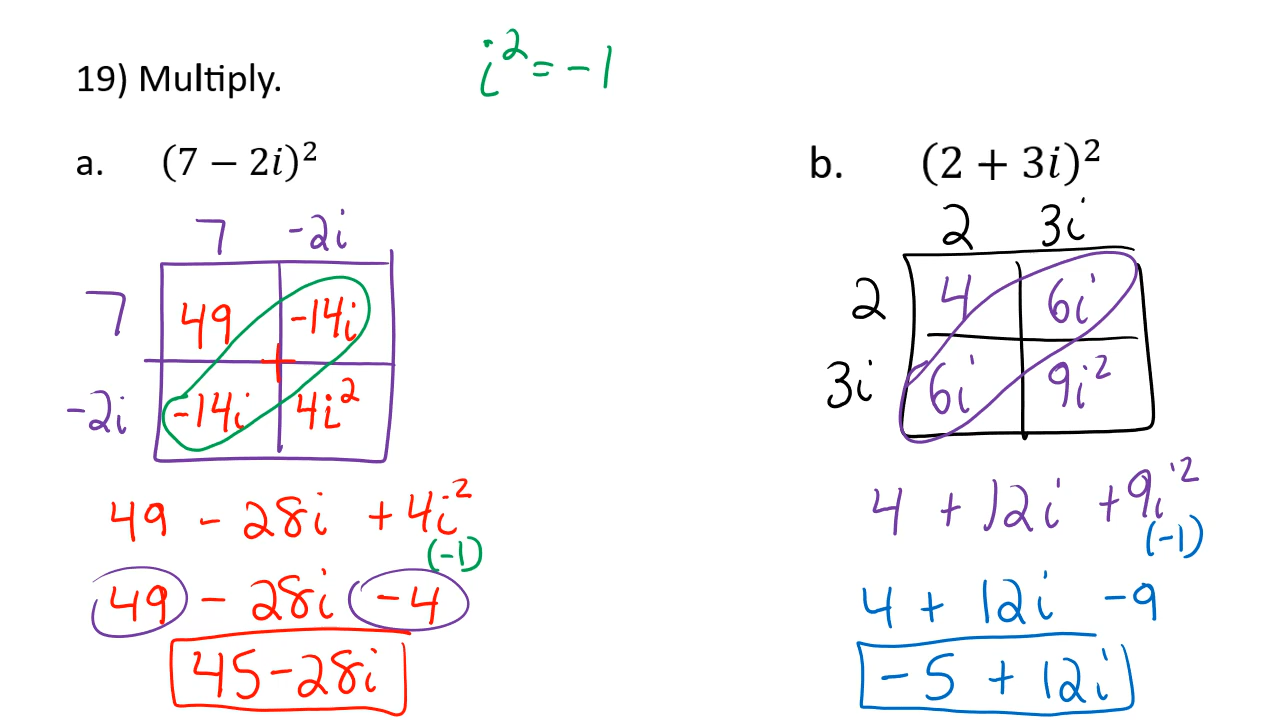 19) Multiply.
i² = -1
a. (7 − 2i)²
7 -2i
7 49 -14i
-2i -14i 4i²
49 - 28i + 4i²
(-1)
49 - 28i - 4
45 - 28i
b. (2 + 3i)²
2 3i
2 4 6i
3i 6i 9i²
4 + 12i + 9i²
(-1)
4 + 12i - 9
- 5 + 12i